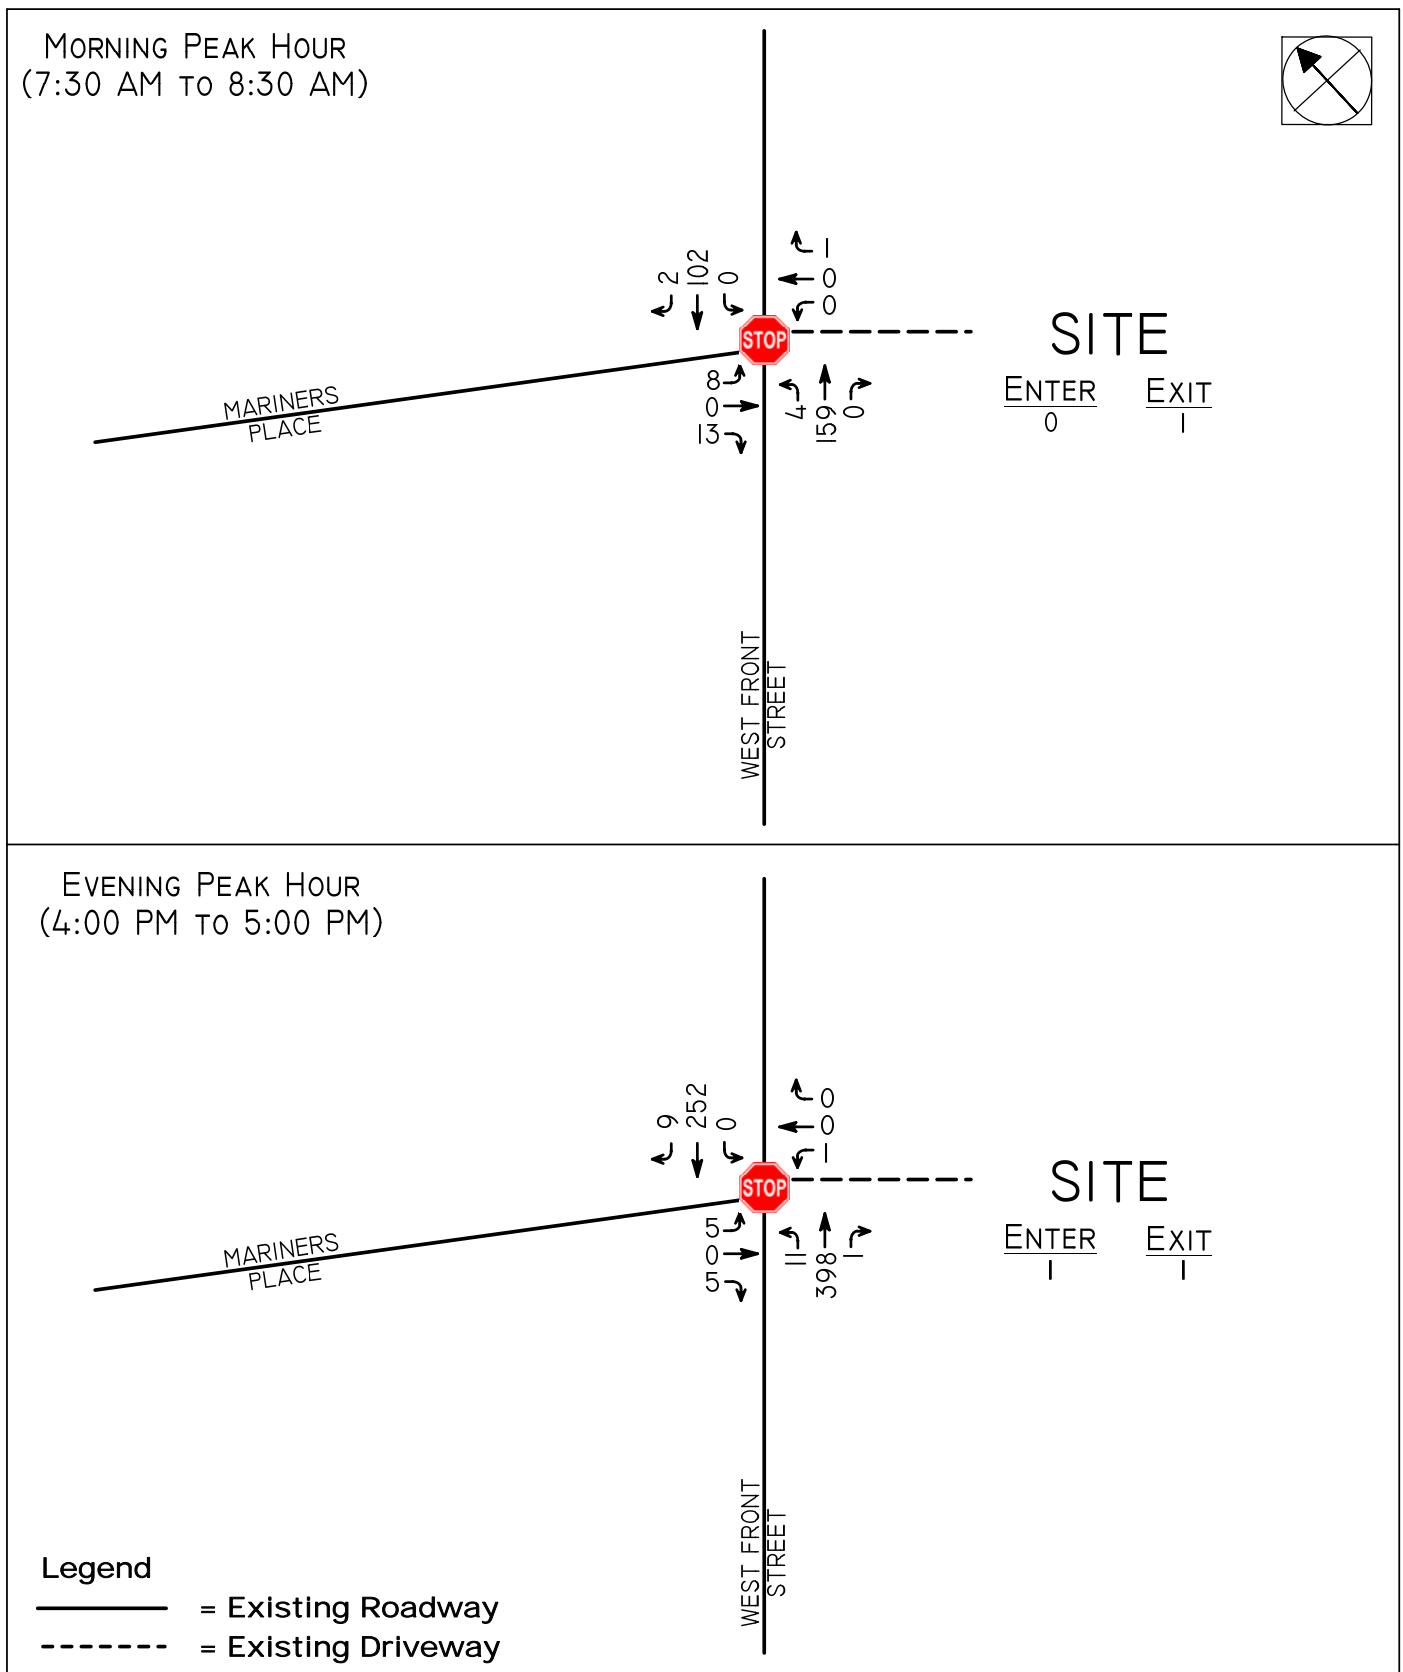 Morning Peak Hour
(7:30 AM to 8:30 AM)
2
102
0
1
0
0
STOP
SITE
Enter
Exit
0
1
MARINERS
PLACE
8
0
13
4
159
0
WEST FRONT
STREET
Evening Peak Hour
(4:00 PM to 5:00 PM)
9
252
0
0
0
1
STOP
SITE
Enter
Exit
1
1
MARINERS
PLACE
5
0
5
11
398
1
WEST FRONT
STREET
Legend
= Existing Roadway
= Existing Driveway